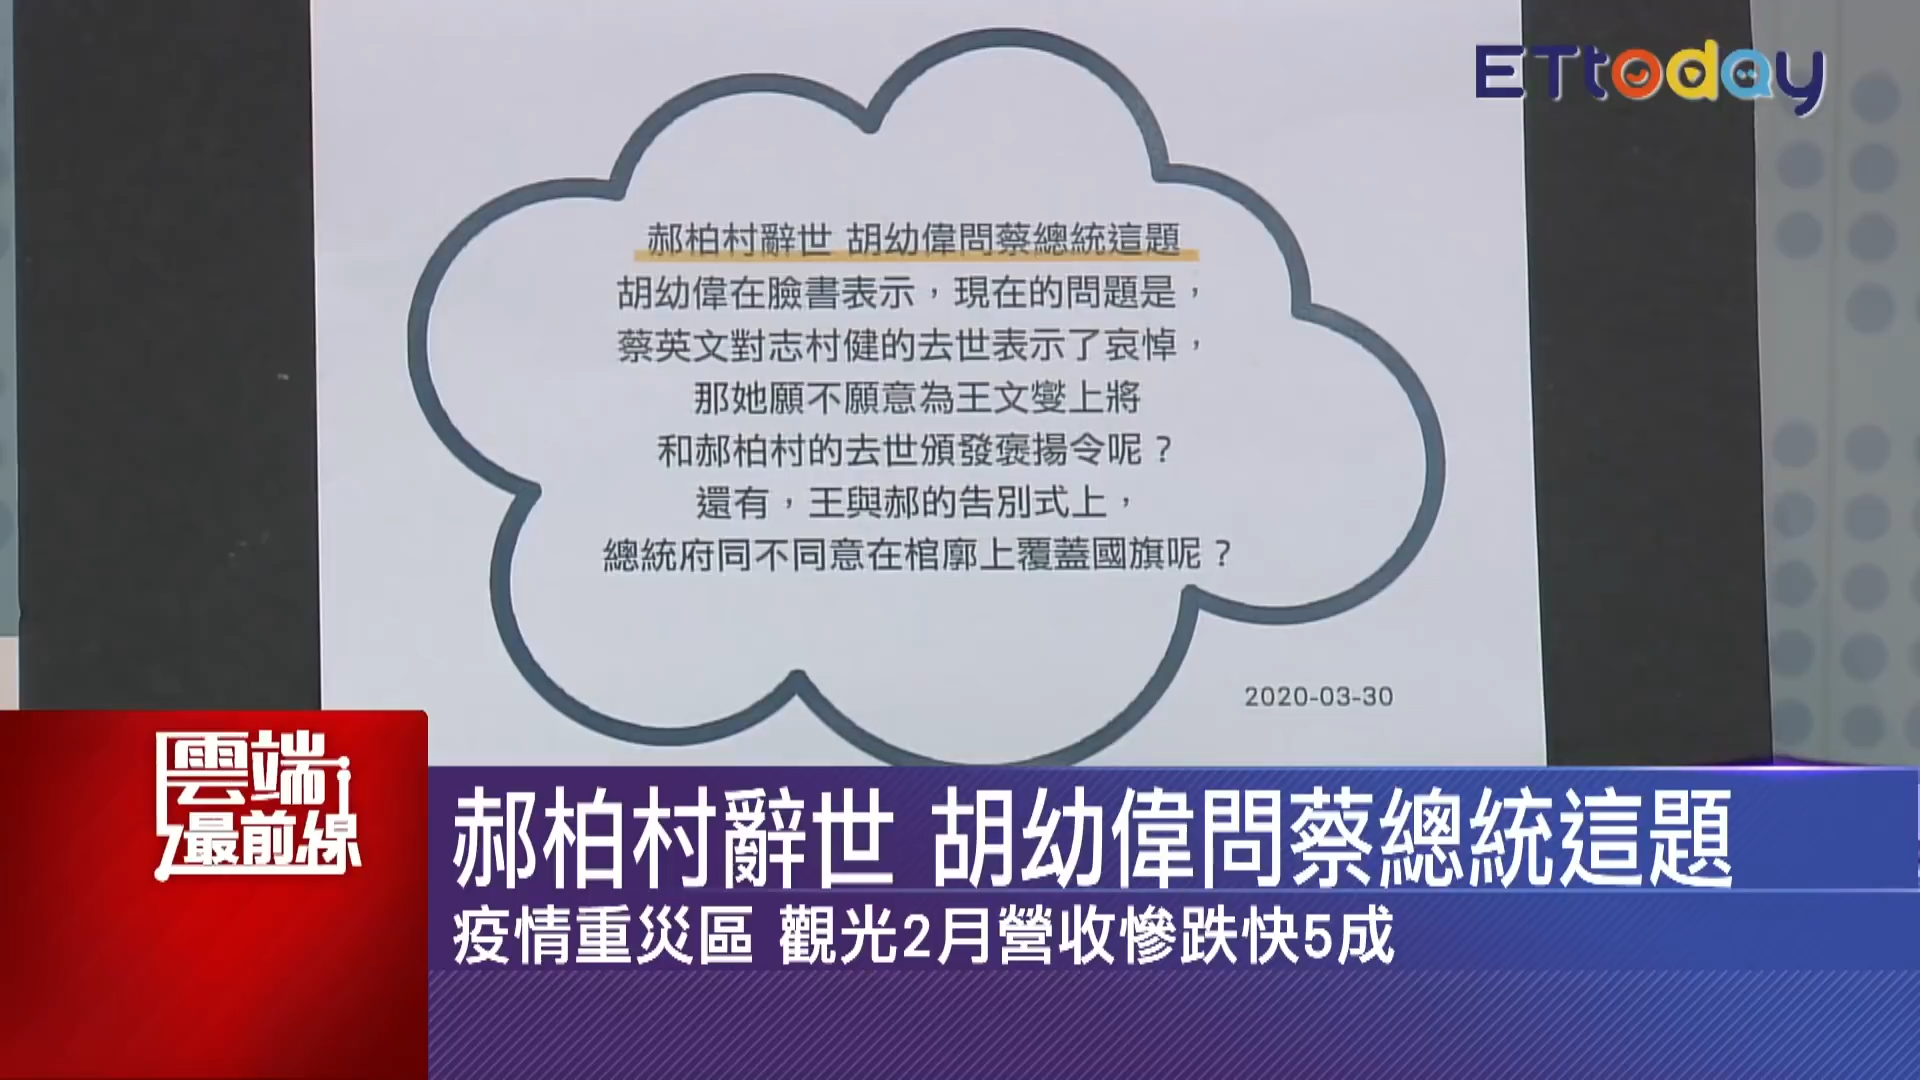 ETtoday
郝柏村辭世 胡幼偉問蔡總統這題
胡幼偉在臉書表示，現在的問題是，
蔡英文對志村健的去世表示了哀悼，
那她願不願意為王文燮上將
和郝柏村的去世頒發褒揚令呢？
還有，王與郝的告別式上，
總統府同不同意在棺廓上覆蓋國旗呢？
2020-03-30
雲端
最前線
郝柏村辭世 胡幼偉問蔡總統這題
疫情重災區 觀光2月營收慘跌快5成